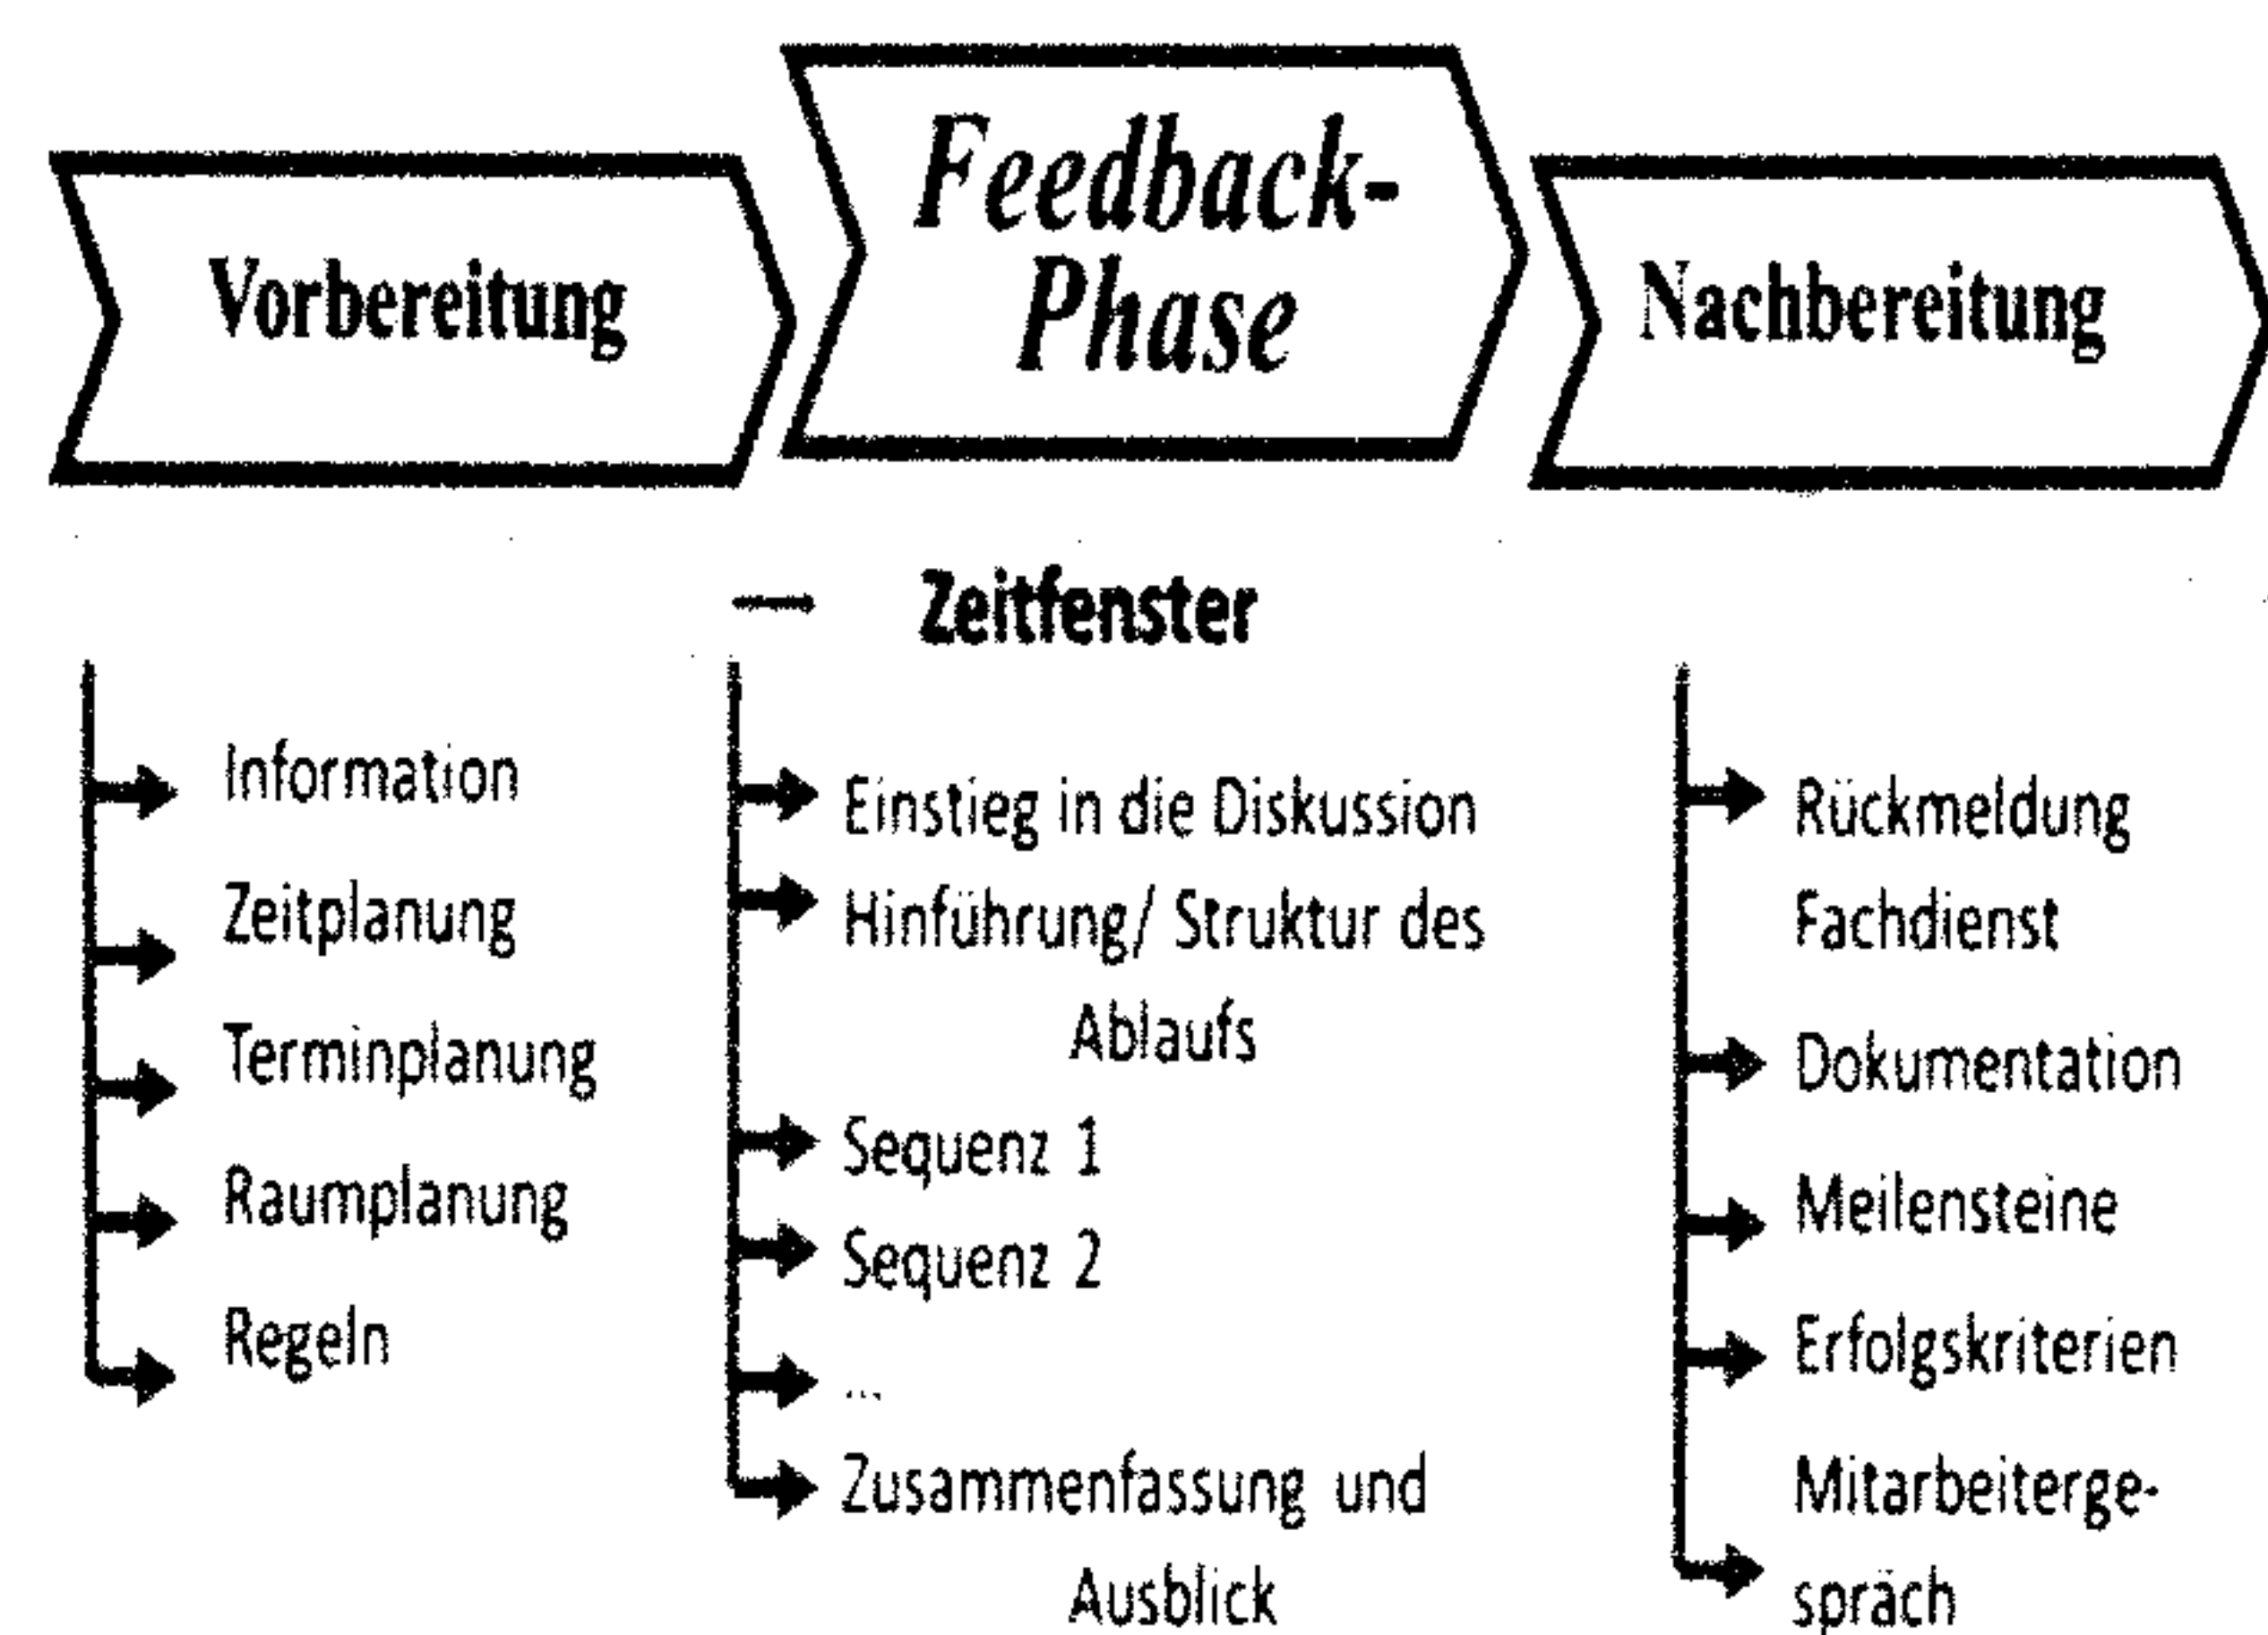 Vorbereitung
Feedback-
Phase
Nachbereitung
Zeitfenster
Information
Zeitplanung
Terminplanung
Raumplanung
Regeln
Einstieg in die Diskussion
Hinführung/ Struktur des
Ablaufs
Sequenz 1
Sequenz 2
...
Zusammenfassung und
Ausblick
Rückmeldung
Fachdienst
Dokumentation
Meilensteine
Erfolgskriterien
Mitarbeiterge-
spräch